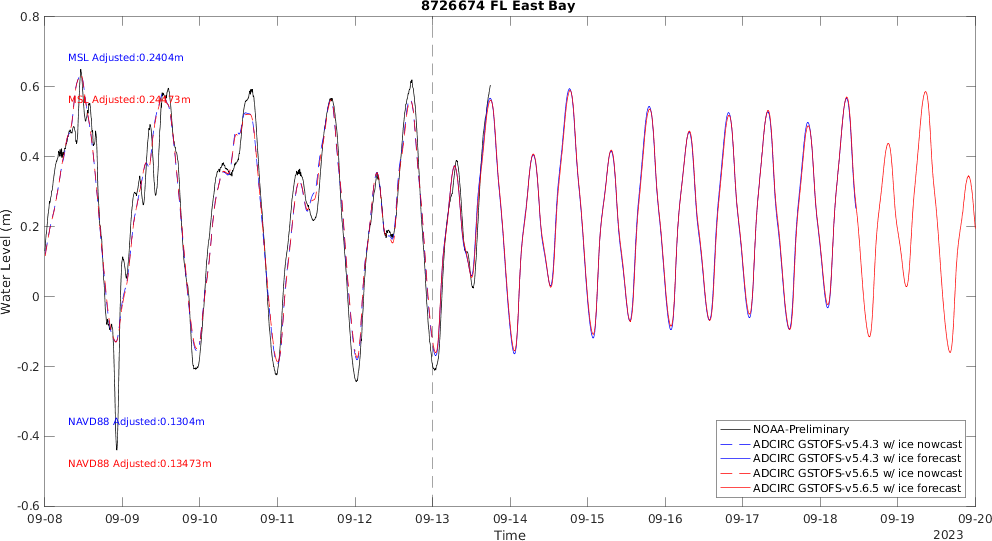 8726674 FL East Bay
0.8
0.6
0.4
0.2
0
-0.2
-0.4
-0.6
Water Level (m)
MSL Adjusted:0.2404m
MSL Adjusted:0.24473m
NAVD88 Adjusted:0.1304m
NAVD88 Adjusted:0.13473m
NOAA-Preliminary
ADCIRC GSTOFS-v5.4.3 w/ ice nowcast
ADCIRC GSTOFS-v5.4.3 w/ ice forecast
ADCIRC GSTOFS-v5.6.5 w/ ice nowcast
ADCIRC GSTOFS-v5.6.5 w/ ice forecast
09-08 09-09 09-10 09-11 09-12 09-13 09-14 09-15 09-16 09-17 09-18 09-19 09-20
Time
2023